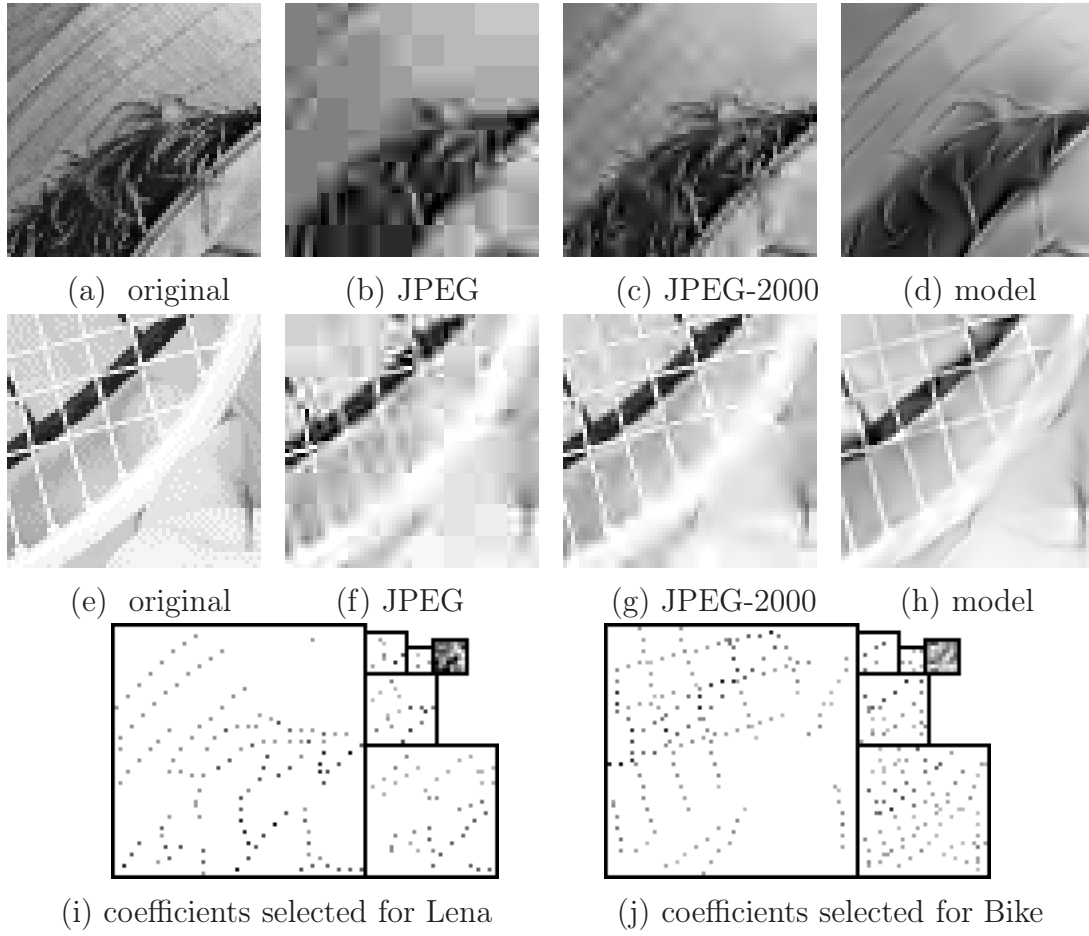 (a) original (b) JPEG (c) JPEG-2000 (d) model
(e) original (f) JPEG (g) JPEG-2000 (h) model
(i) coefficients selected for Lena (j) coefficients selected for Bike